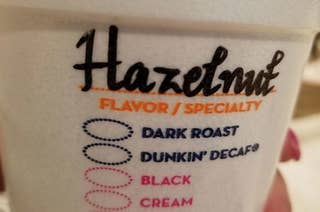 Hazelnut
FLAVOR / SPECIALTY
DARK ROAST
DUNKIN' DECAF®
BLACK
CREAM